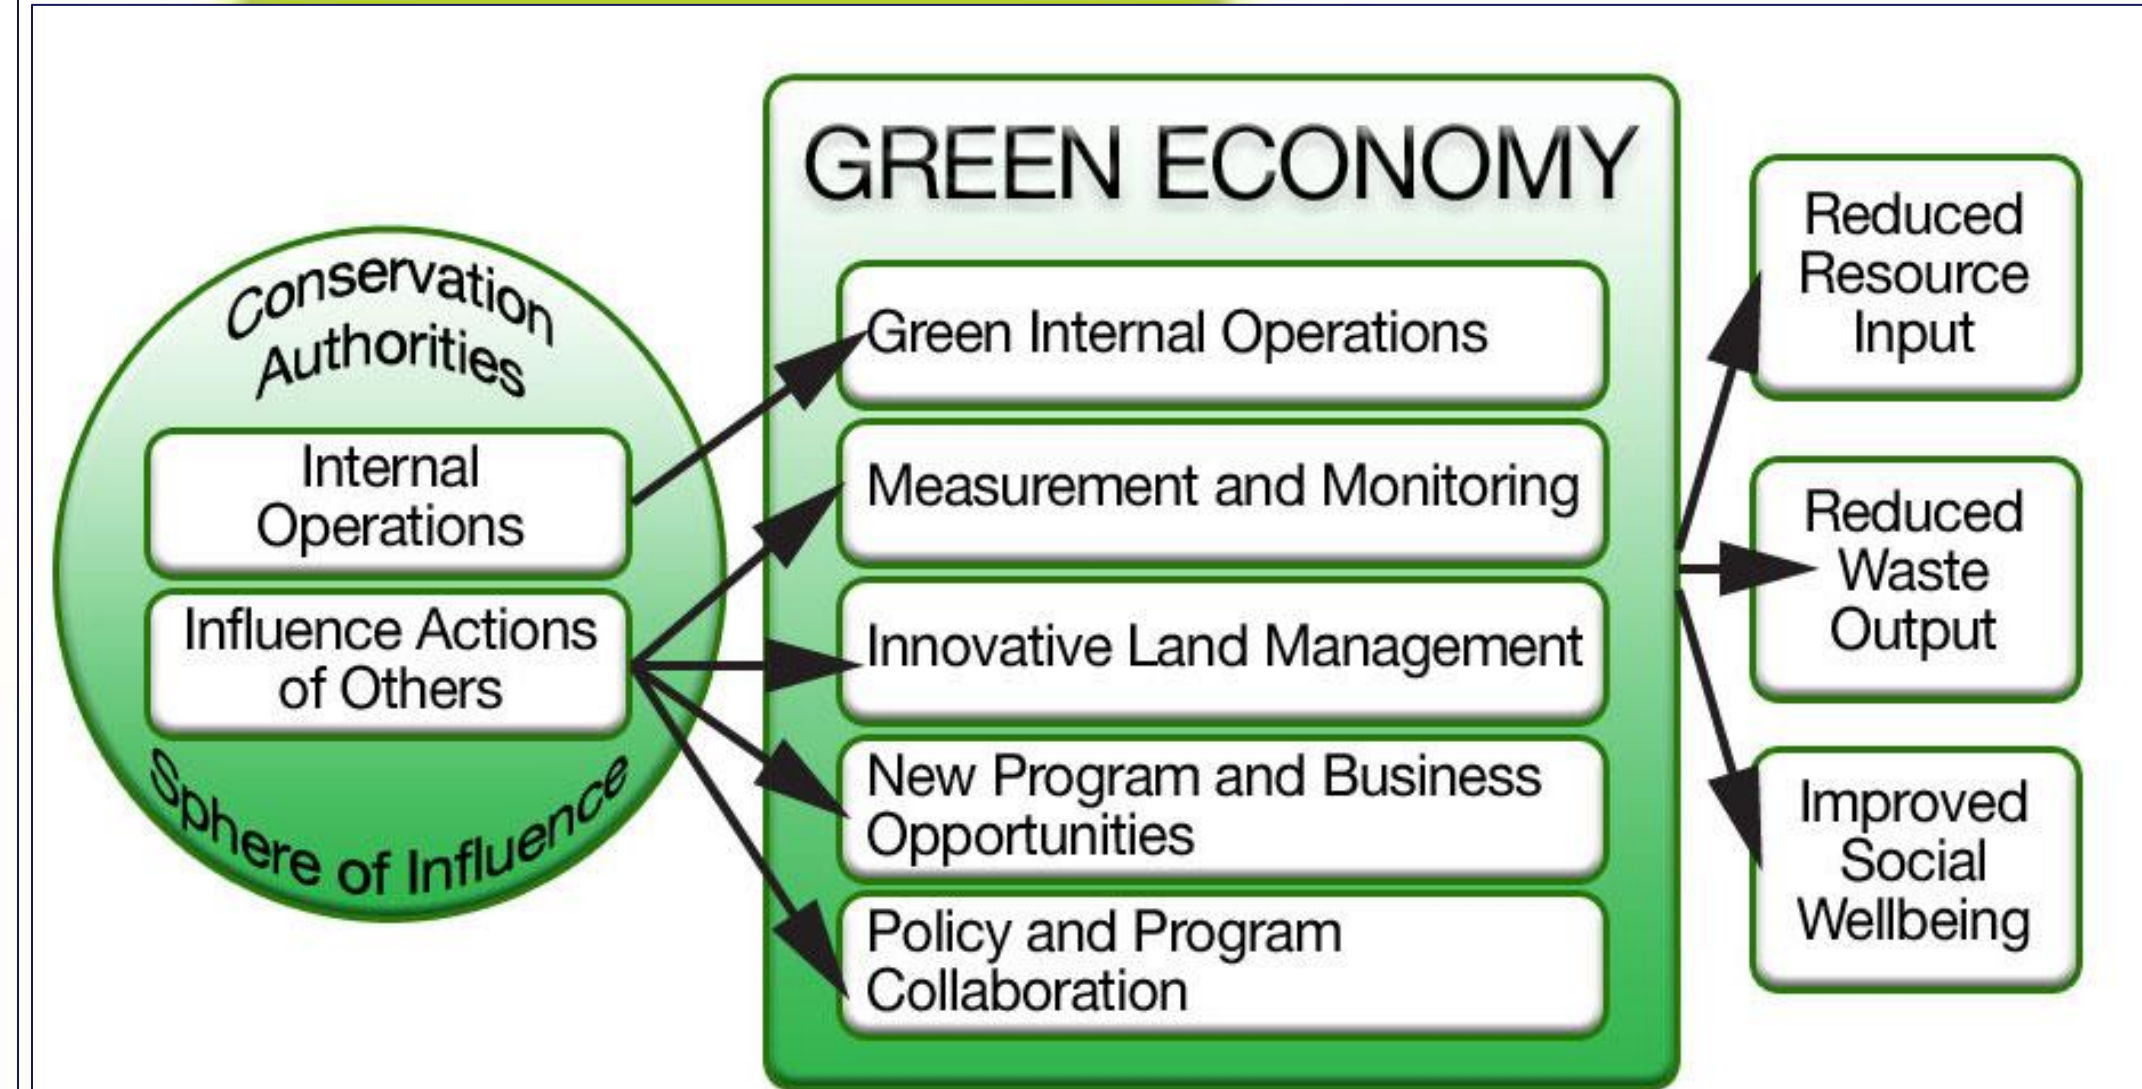 Conservation
Authorities
Internal
Operations
Influence Actions
of Others
Sphere of Influence
GREEN ECONOMY
Green Internal Operations
Measurement and Monitoring
Innovative Land Management
New Program and Business
Opportunities
Policy and Program
Collaboration
Reduced
Resource
Input
Reduced
Waste
Output
Improved
Social
Wellbeing